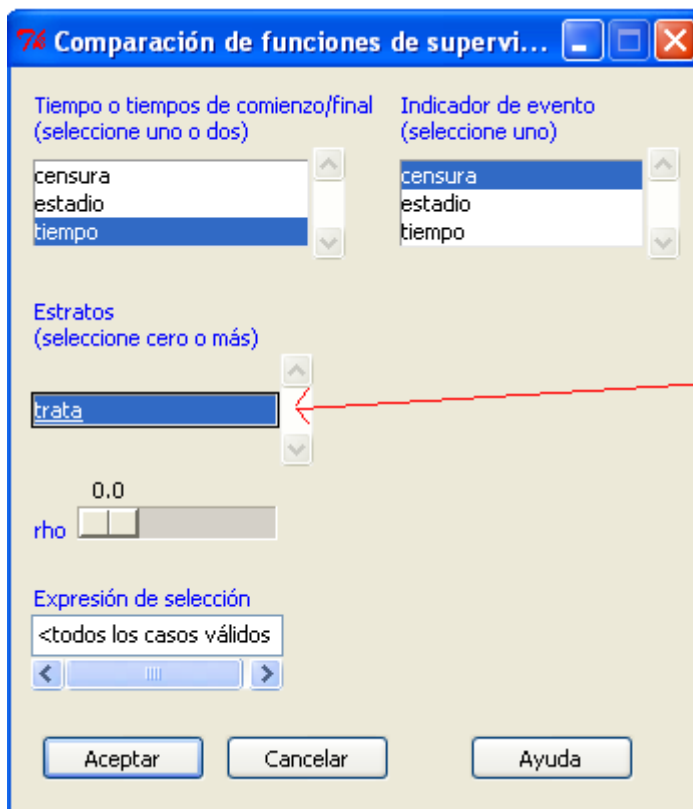 Comparación de funciones de supervi...
Tiempo o tiempos de comienzo/final
(seleccione uno o dos)
censura
estadio
tiempo
Indicador de evento
(seleccione uno)
censura
estadio
tiempo
Estratos
(seleccione cero o más)
trata
0.0
rho
Expresión de selección
<todos los casos válidos
Aceptar
Cancelar
Ayuda